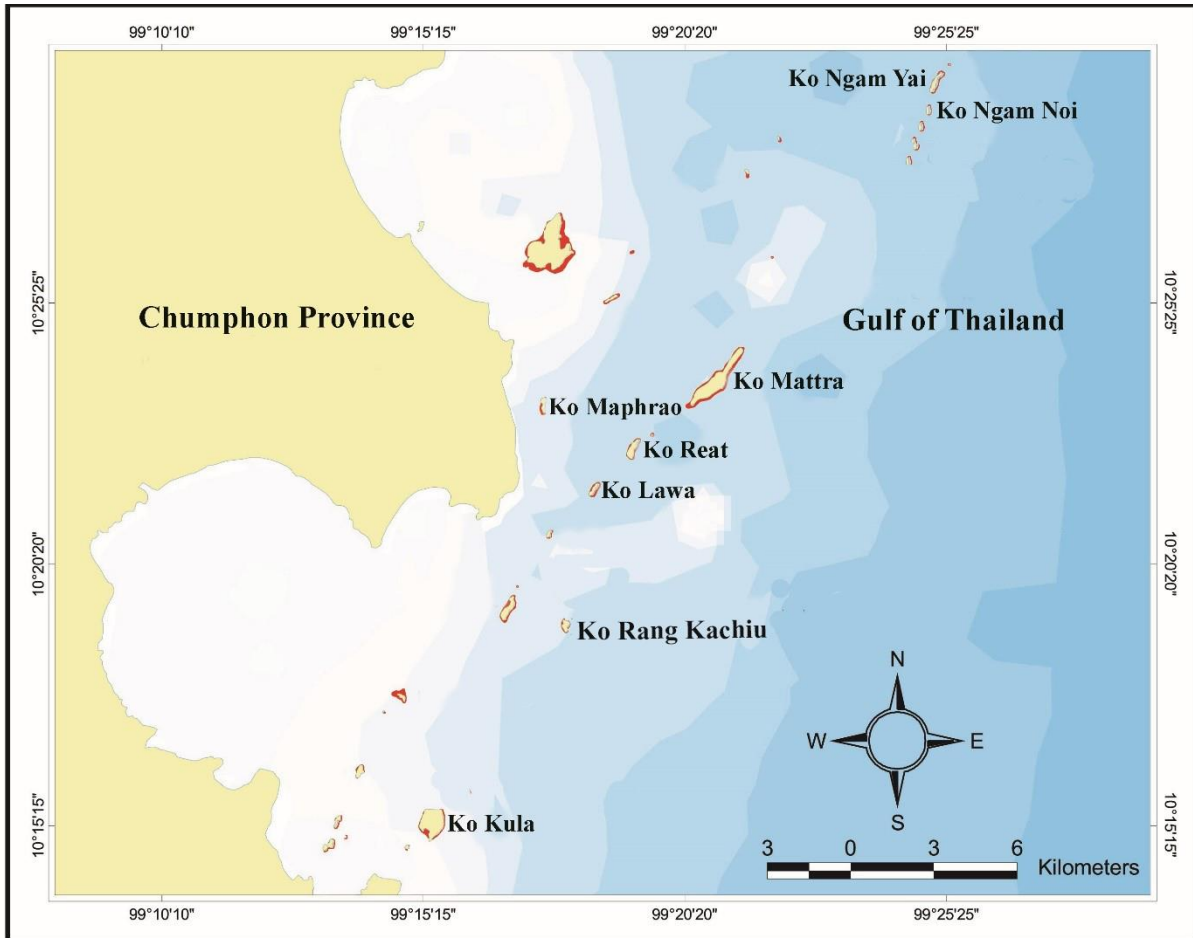 99°10'10" 99°15'15" 99°20'20" 99°25'25"
Ko Ngam Yai
Ko Ngam Noi
10°25'25" 10°25'25"
Chumphon Province
Gulf of Thailand
Ko Mattra
Ko Maphrao
Ko Reat
Ko Lawa
10°20'20" 10°20'20"
Ko Rang Kachiu
N
W E
S
10°15'15" 10°15'15"
Ko Kula
3 0 3 6
Kilometers
99°10'10" 99°15'15" 99°20'20" 99°25'25"